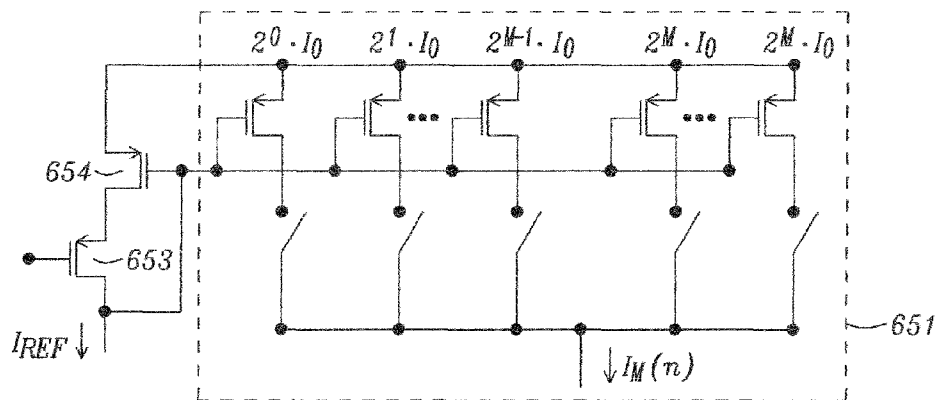 2⁰·I₀ 2¹·I₀ 2ᴹ⁻¹·I₀ 2ᴹ·I₀ 2ᴹ·I₀
654
653
651
I_REF
I_M(n)